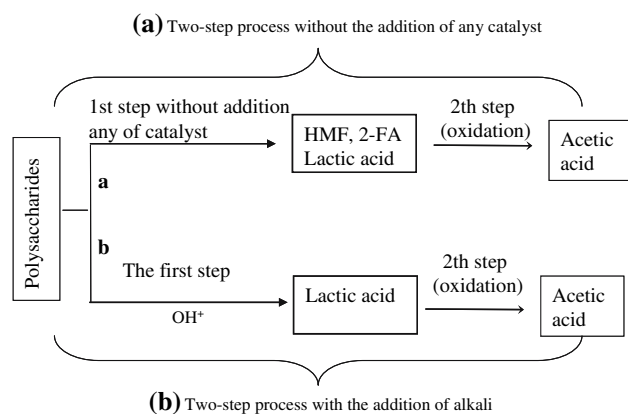 (a) Two-step process without the addition of any catalyst
1st step without addition
any of catalyst
HMF, 2-FA
Lactic acid
2th step
(oxidation)
Acetic
acid
Polysaccharides
a
b
The first step
OH⁺
Lactic acid
2th step
(oxidation)
Acetic
acid
(b) Two-step process with the addition of alkali